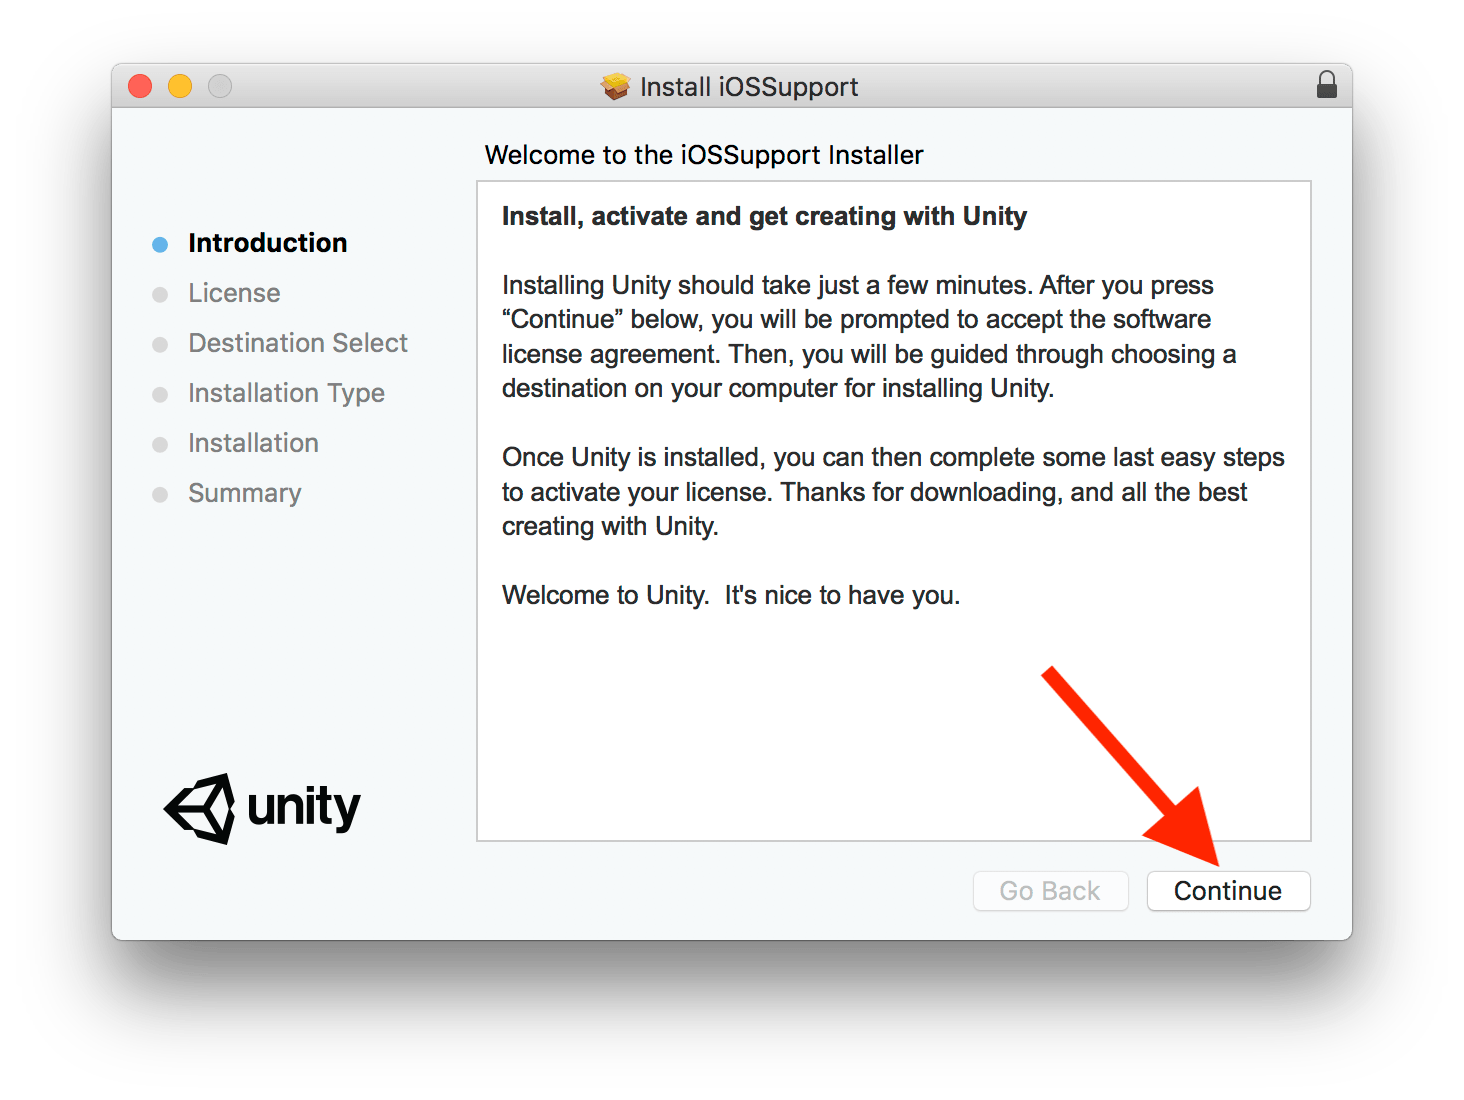 Install iOSSupport
Welcome to the iOSSupport Installer
Introduction
License
Destination Select
Installation Type
Installation
Summary
Install, activate and get creating with Unity
Installing Unity should take just a few minutes. After you press
“Continue” below, you will be prompted to accept the software
license agreement. Then, you will be guided through choosing a
destination on your computer for installing Unity.
Once Unity is installed, you can then complete some last easy steps
to activate your license. Thanks for downloading, and all the best
creating with Unity.
Welcome to Unity.  It's nice to have you.
unity
Go Back
Continue